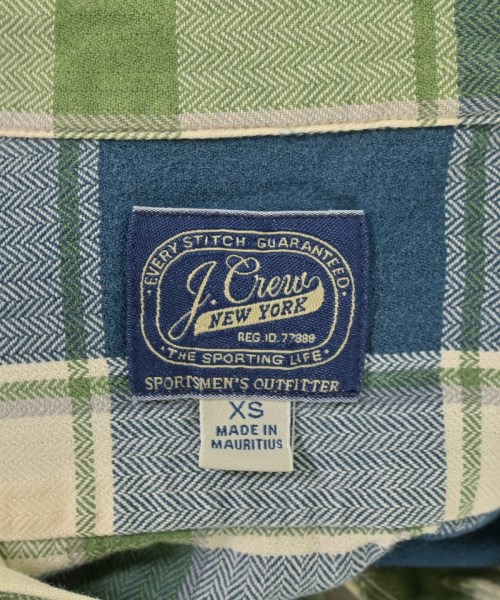 · EVERY STITCH GUARANTEED ·
J. Crew
NEW YORK
REG. ID. 77388
THE SPORTING LIFE
SPORTSMEN'S OUTFITTER
XS
MADE IN
MAURITIUS